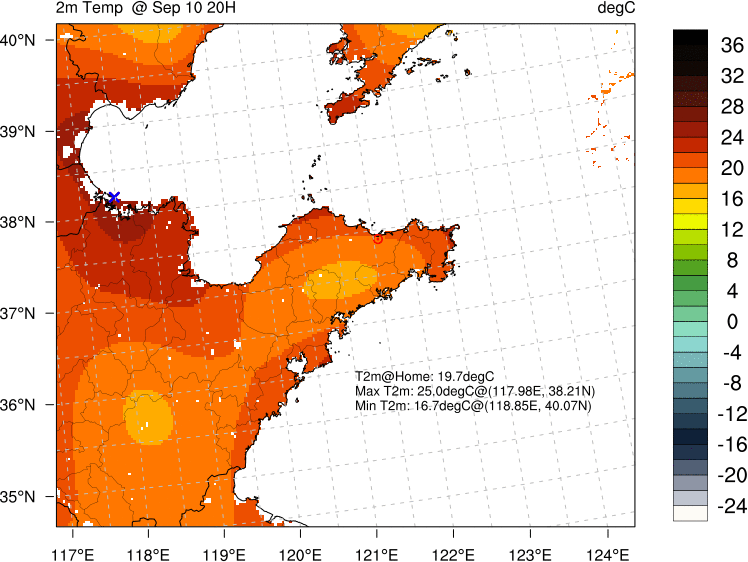 2m Temp @ Sep 10 20H
degC
40°N
39°N
38°N
37°N
36°N
35°N
T2m@Home: 19.7degC
Max T2m: 25.0degC@(117.98E, 38.21N)
Min T2m: 16.7degC@(118.85E, 40.07N)
117°E 118°E 119°E 120°E 121°E 122°E 123°E 124°E
36
32
28
24
20
16
12
8
4
0
-4
-8
-12
-16
-20
-24